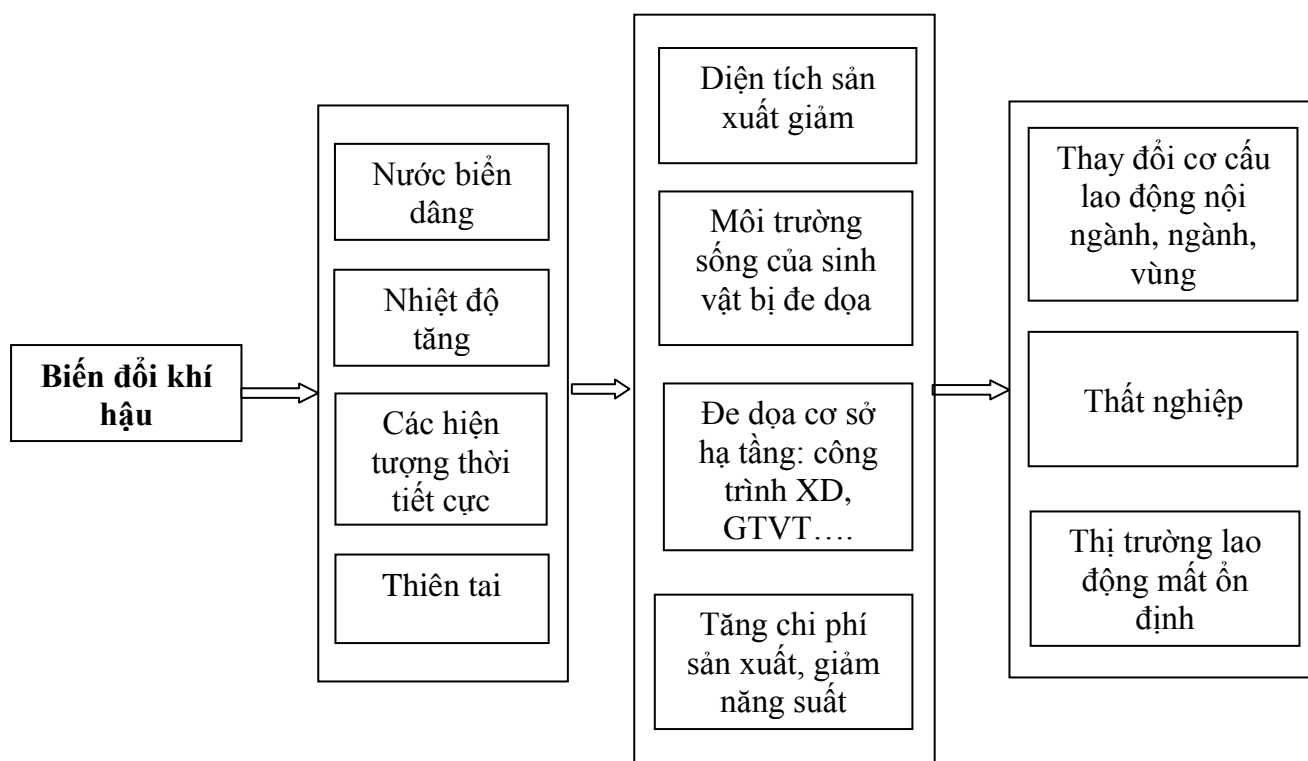 Biến đổi khí
hậu
Nước biển
dâng
Nhiệt độ
tăng
Các hiện
tượng thời
tiết cực
Thiên tai
Diện tích sản
xuất giảm
Môi trường
sống của sinh
vật bị đe dọa
Đe dọa cơ sở
hạ tầng: công
trình XD,
GTVT….
Tăng chi phí
sản xuất, giảm
năng suất
Thay đổi cơ cấu
lao động nội
ngành, ngành,
vùng
Thất nghiệp
Thị trường lao
động mất ổn
định